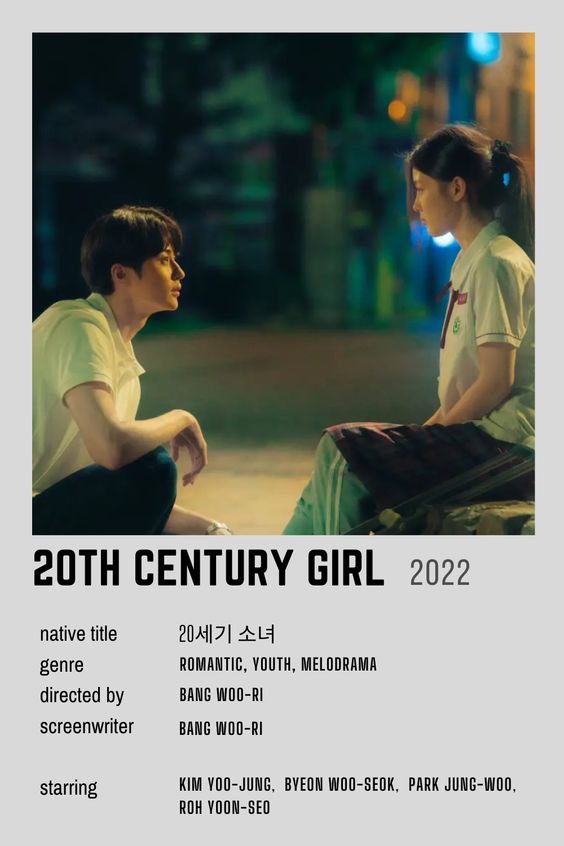 20TH CENTURY GIRL 2022
native title 20세기 소녀
genre ROMANTIC, YOUTH, MELODRAMA
directed by BANG WOO-RI
screenwriter BANG WOO-RI
starring KIM YOO-JUNG, BYEON WOO-SEOK, PARK JUNG-WOO,
ROH YOON-SEO